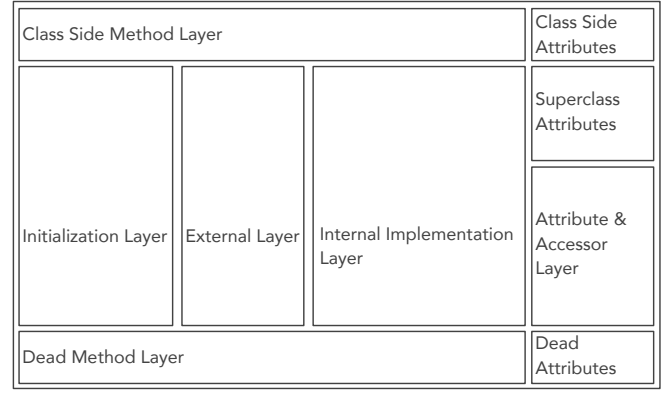 Class Side Method Layer
Class Side
Attributes
Superclass
Attributes
Initialization Layer
External Layer
Internal Implementation
Layer
Attribute &
Accessor
Layer
Dead Method Layer
Dead
Attributes